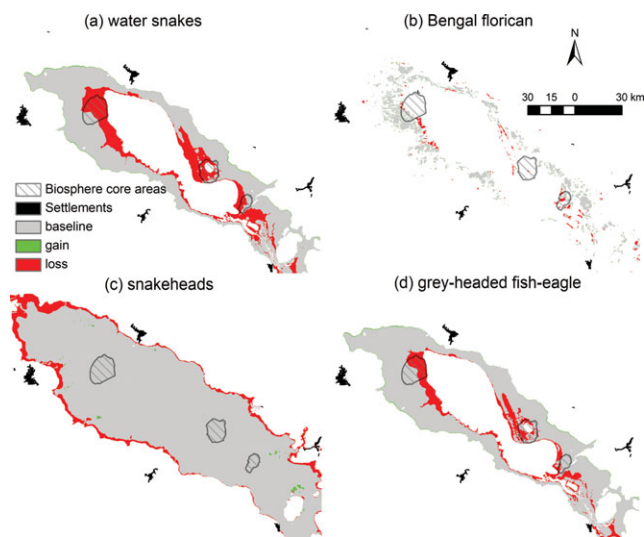 (a) water snakes
(b) Bengal florican
N
30 15 0 30 km
Biosphere core areas
Settlements
baseline
gain
loss
(c) snakeheads
(d) grey-headed fish-eagle